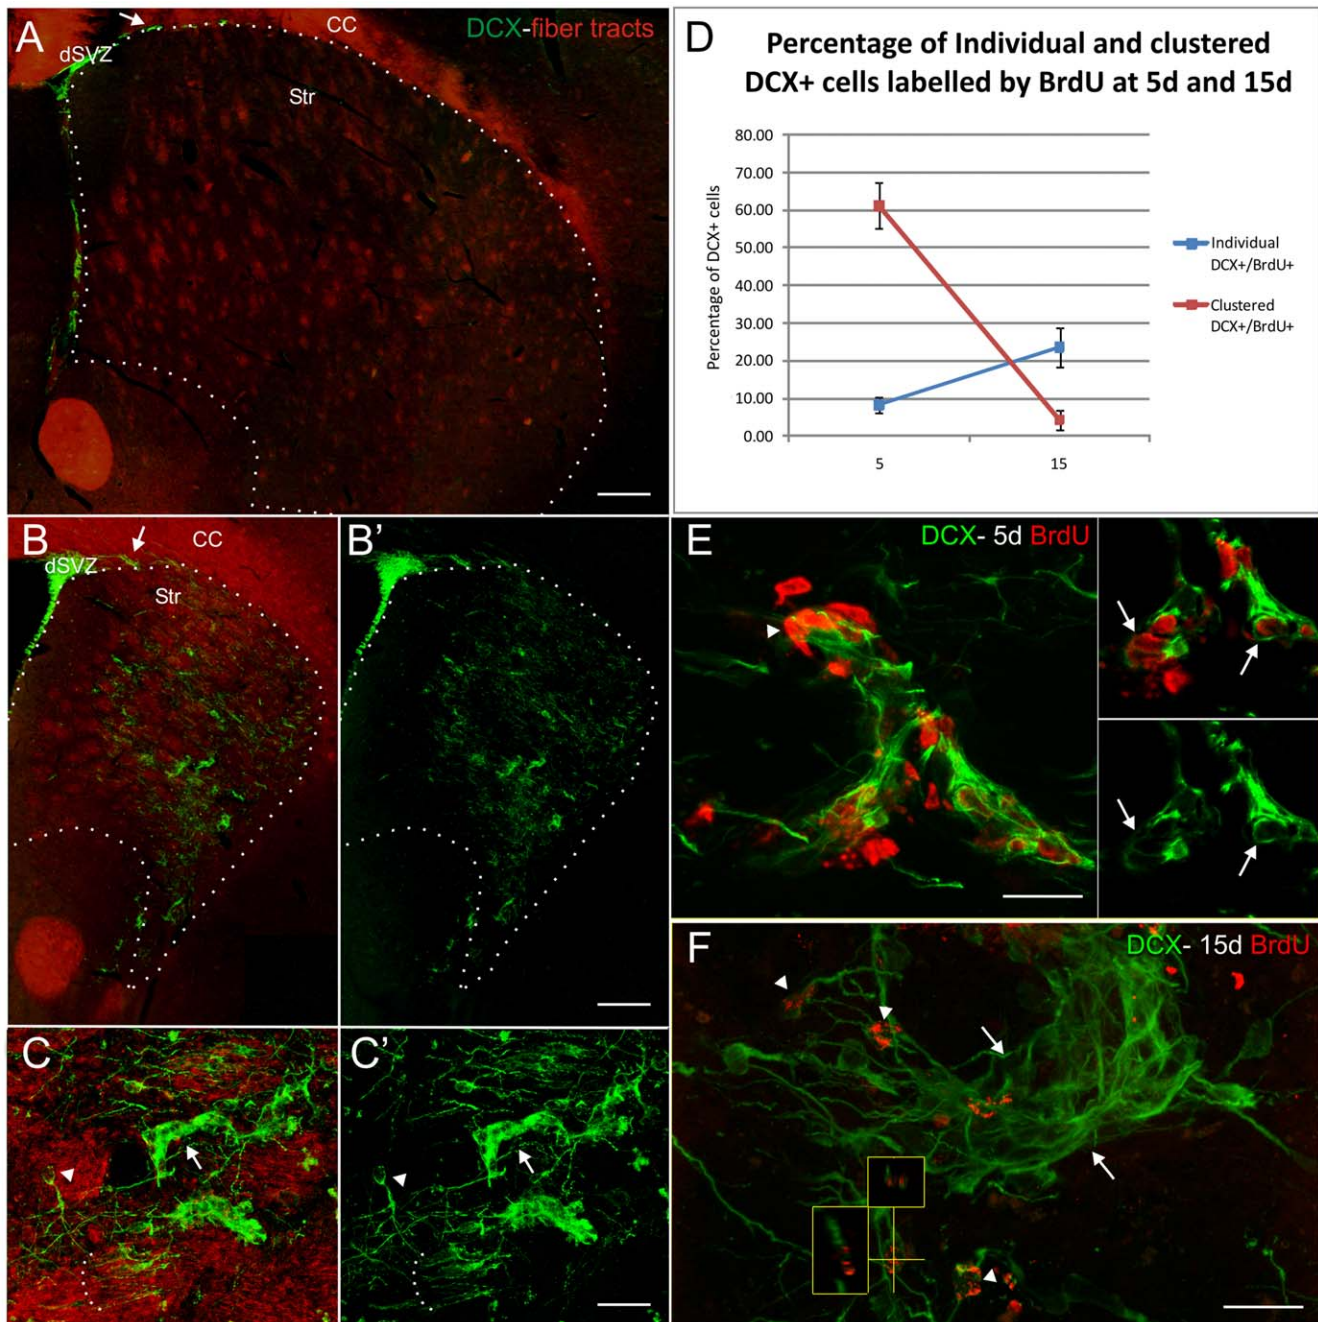 A
DCX-fiber tracts
CC
dSVZ
Str
D
Percentage of Individual and clustered
DCX+ cells labelled by BrdU at 5d and 15d
80.00
70.00
60.00
50.00
40.00
30.00
20.00
10.00
0.00
Percentage of DCX+ cells
5
15
Individual
DCX+/BrdU+
Clustered
DCX+/BrdU+
B
CC
dSVZ
Str
B’
C
C’
E
DCX- 5d BrdU
F
DCX- 15d BrdU